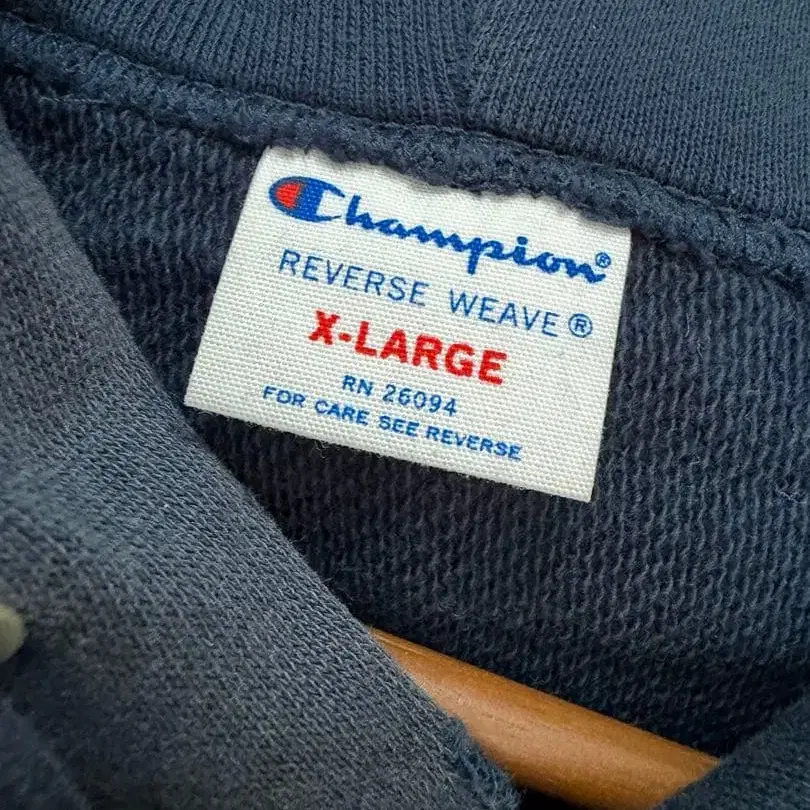 Champion®
REVERSE WEAVE®
X-LARGE
RN 26094
FOR CARE SEE REVERSE